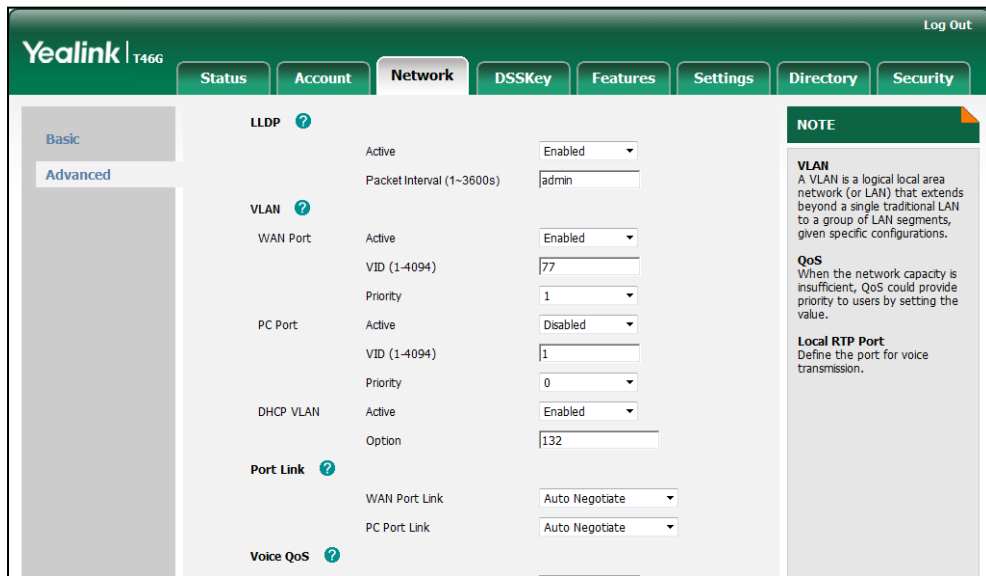 Log Out
Yealink | T46G
Status Account Network DSSKey Features Settings Directory Security
Basic
Advanced
LLDP ?
Active Enabled
Packet Interval (1~3600s) admin
VLAN ?
WAN Port Active Enabled
VID (1-4094) 77
Priority 1
PC Port Active Disabled
VID (1-4094) 1
Priority 0
DHCP VLAN Active Enabled
Option 132
Port Link ?
WAN Port Link Auto Negotiate
PC Port Link Auto Negotiate
Voice QoS ?
NOTE
VLAN
A VLAN is a logical local area
network (or LAN) that extends
beyond a single traditional LAN
to a group of LAN segments,
given specific configurations.
QoS
When the network capacity is
insufficient, QoS could provide
priority to users by setting the
value.
Local RTP Port
Define the port for voice
transmission.